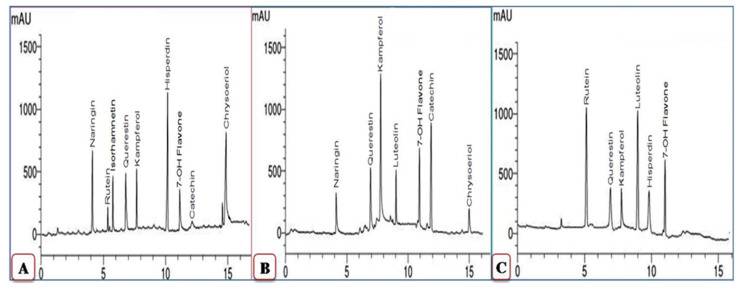 mAU
1500
1000
500
0
Naringin
Rutein
Isorhamnetin
Querestin
Kampferol
Hisperdin
7-OH Flavone
Catechin
Chrysoeriol
0
5
10
15
A
mAU
1500
1000
500
0
Naringin
Querestin
Kampferol
Luteolin
7-OH Flavone
Catechin
Chrysoeriol
0
5
10
15
B
mAU
1500
1000
500
0
Rutein
Querestin
Kampferol
Luteolin
Hisperdin
7-OH Flavone
0
5
10
15
C